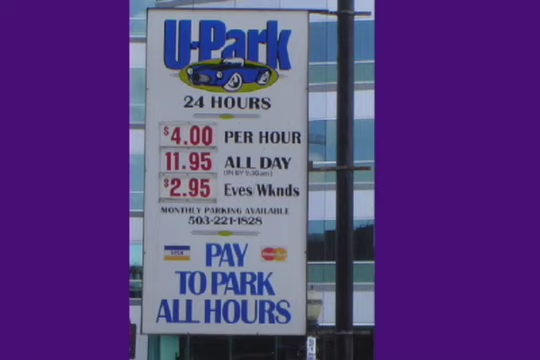 U-Park
24 HOURS
$4.00 PER HOUR
11.95 ALL DAY
(IN BY 9:30am)
$2.95 Eves/Wknds
MONTHLY PARKING AVAILABLE
503-221-1828
VISA PAY MasterCard
TO PARK
ALL HOURS